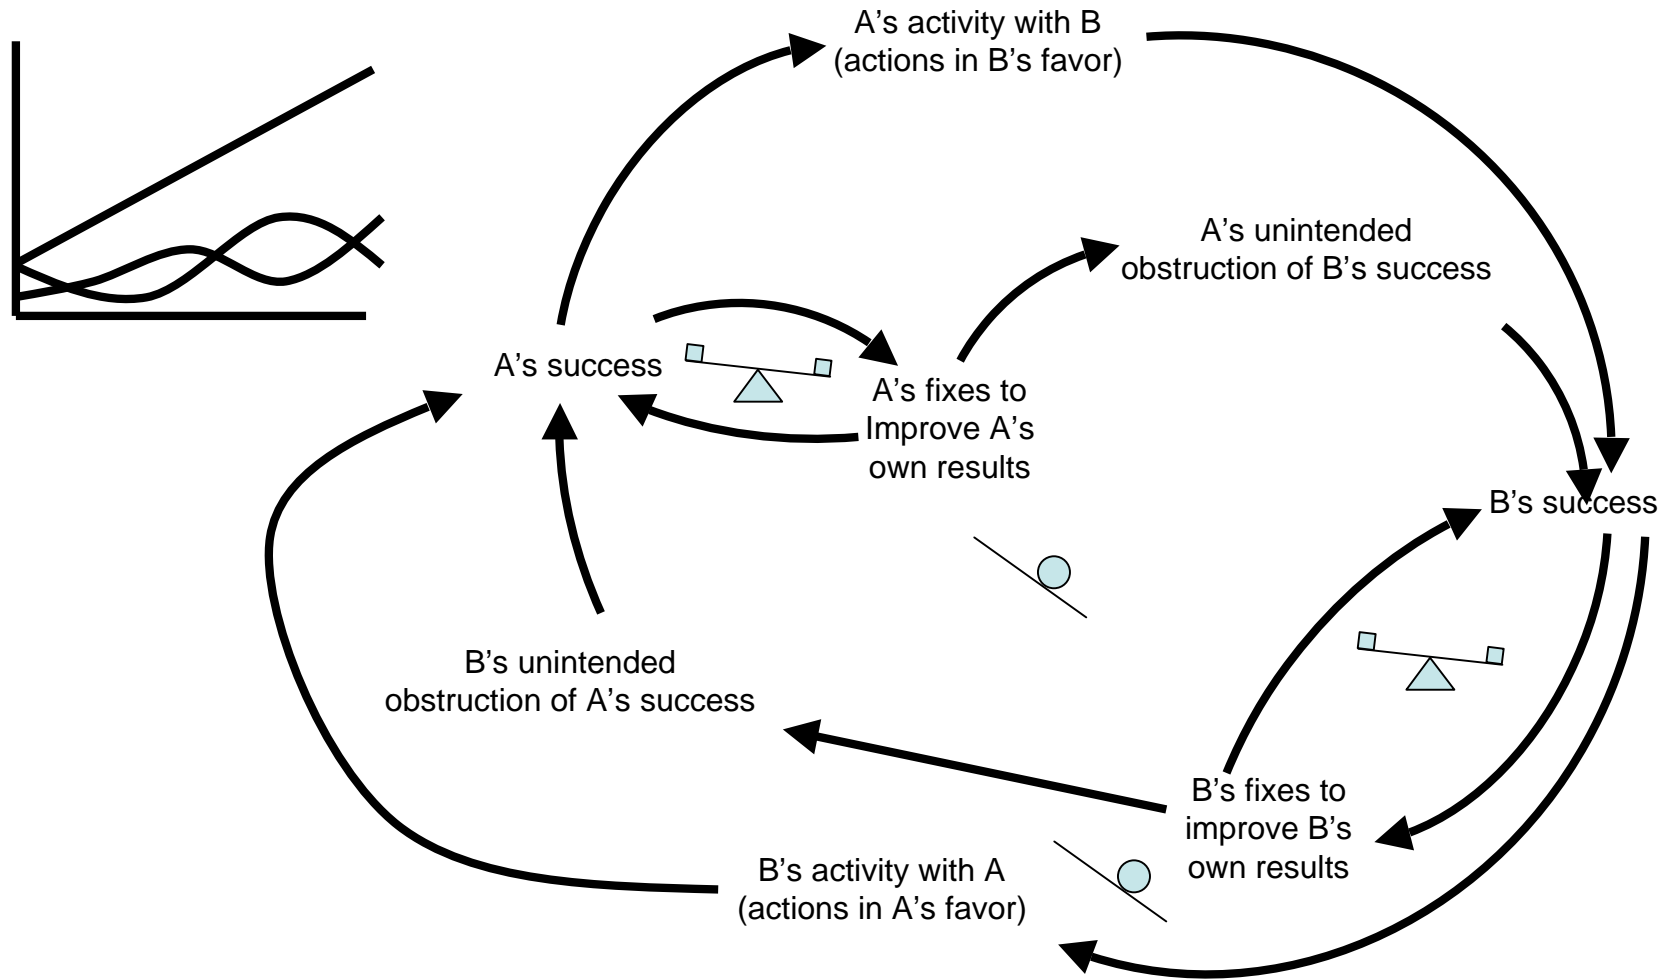 A’s activity with B
(actions in B’s favor)
A’s unintended
obstruction of B’s success
A’s success
A’s fixes to
Improve A’s
own results
B’s success
B’s unintended
obstruction of A’s success
B’s fixes to
improve B’s
own results
B’s activity with A
(actions in A’s favor)